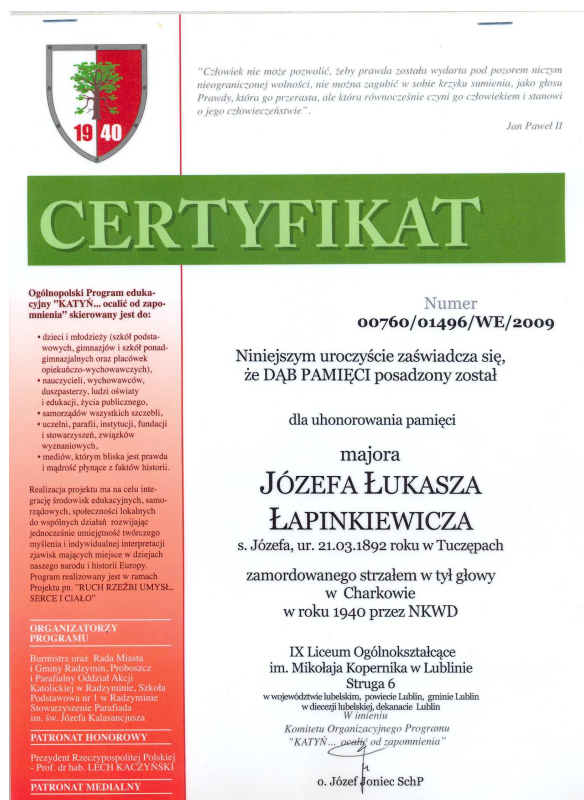 "Człowiek nie może pozwolić, żeby prawda została wydarta pod pozorem niczym
nieograniczonej wolności, nie można zagubić w sobie krzyku sumienia, jako głosu
Prawdy, która go przerasta, ale która równocześnie czyni go człowiekiem i stanowi
o jego człowieczeństwie".
Jan Paweł II
19 40
CERTYFIKAT
Ogólnopolski Program eduka-
cyjny "KATYŃ... ocalić od zapo-
mnienia" skierowany jest do:
• dzieci i młodzieży (szkół podsta-
wowych, gimnazjów i szkół ponad-
gimnazjalnych oraz placówek
opiekuńczo-wychowawczych),
• nauczycieli, wychowawców,
duszpasterzy, ludzi oświaty
i edukacji, życia publicznego,
• samorządów wszystkich szczebli,
• uczelni, parafii, instytucji, fundacji
i stowarzyszeń, związków
wyznaniowych,
• mediów, którym bliska jest prawda
i mądrość płynące z faktów historii.
Realizacja projektu ma na celu inte-
grację środowisk edukacyjnych, samo-
rządowych, społeczności lokalnych
do wspólnych działań rozwijając
jednocześnie umiejętność twórczego
myślenia i indywidualnej interpretacji
zjawisk mających miejsce w dziejach
naszego narodu i historii Europy.
Program realizowany jest w ramach
Projektu pn. "RUCH RZEŹBI UMYSŁ,
SERCE I CIAŁO"
ORGANIZATORZY
PROGRAMU
Burmistrz oraz Rada Miasta
i Gminy Radzymin, Proboszcz
i Parafialny Oddział Akcji
Katolickiej w Radzyminie, Szkoła
Podstawowa nr 1 w Radzyminie
Stowarzyszenie Parafiada
im. św. Józefa Kalasancjusza
PATRONAT HONOROWY
Prezydent Rzeczypospolitej Polskiej
- Prof. dr hab. LECH KACZYŃSKI
PATRONAT MEDIALNY
Numer
00760/01496/WE/2009
Niniejszym uroczyście zaświadcza się,
że DĄB PAMIĘCI posadzony został
dla uhonorowania pamięci
majora
JÓZEFA ŁUKASZA
ŁAPINKIEWICZA
s. Józefa, ur. 21.03.1892 roku w Tuczępach
zamordowanego strzałem w tył głowy
w Charkowie
w roku 1940 przez NKWD
IX Liceum Ogólnokształcące
im. Mikołaja Kopernika w Lublinie
Struga 6
w województwie lubelskim, powiecie Lublin, gminie Lublin
w diecezji lubelskiej, dekanacie Lublin
W imieniu
Komitetu Organizacyjnego Programu
"KATYŃ... ocalić od zapomnienia"
o. Józef Joniec SchP